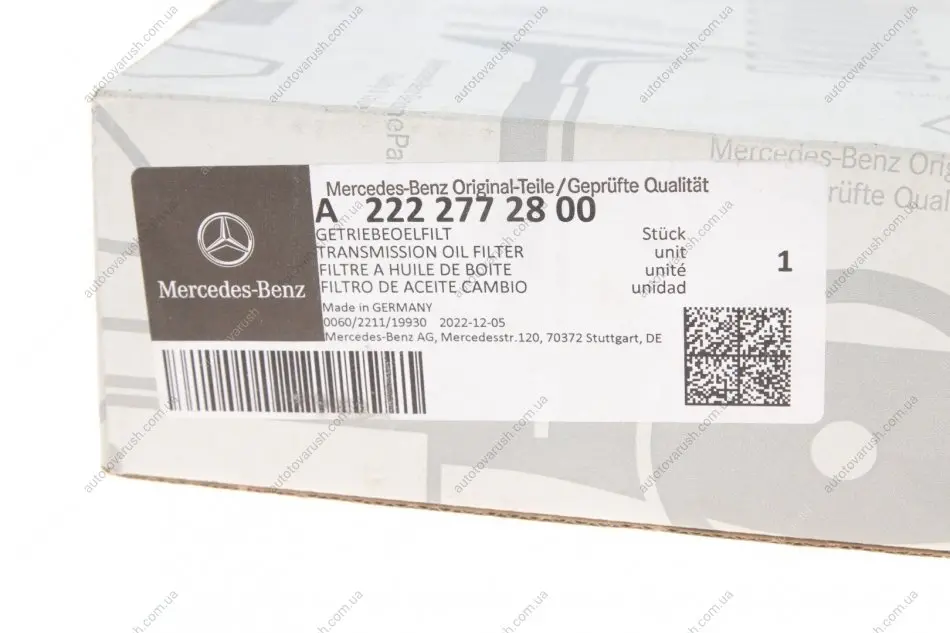 Mercedes-Benz Original-Teile/Geprüfte Qualität
A 222 277 28 00
GETRIEBEOELFILT
TRANSMISSION OIL FILTER
FILTRE A HUILE DE BOITE
FILTRO DE ACEITE CAMBIO
Stück
unit
unité
unidad
1
Mercedes-Benz
Made in GERMANY
0060/2211/19930 2022-12-05
Mercedes-Benz AG, Mercedesstr.120, 70372 Stuttgart, DE
Mercedes-Benz Orig
rüfte Qual
autotovarush.com.ua